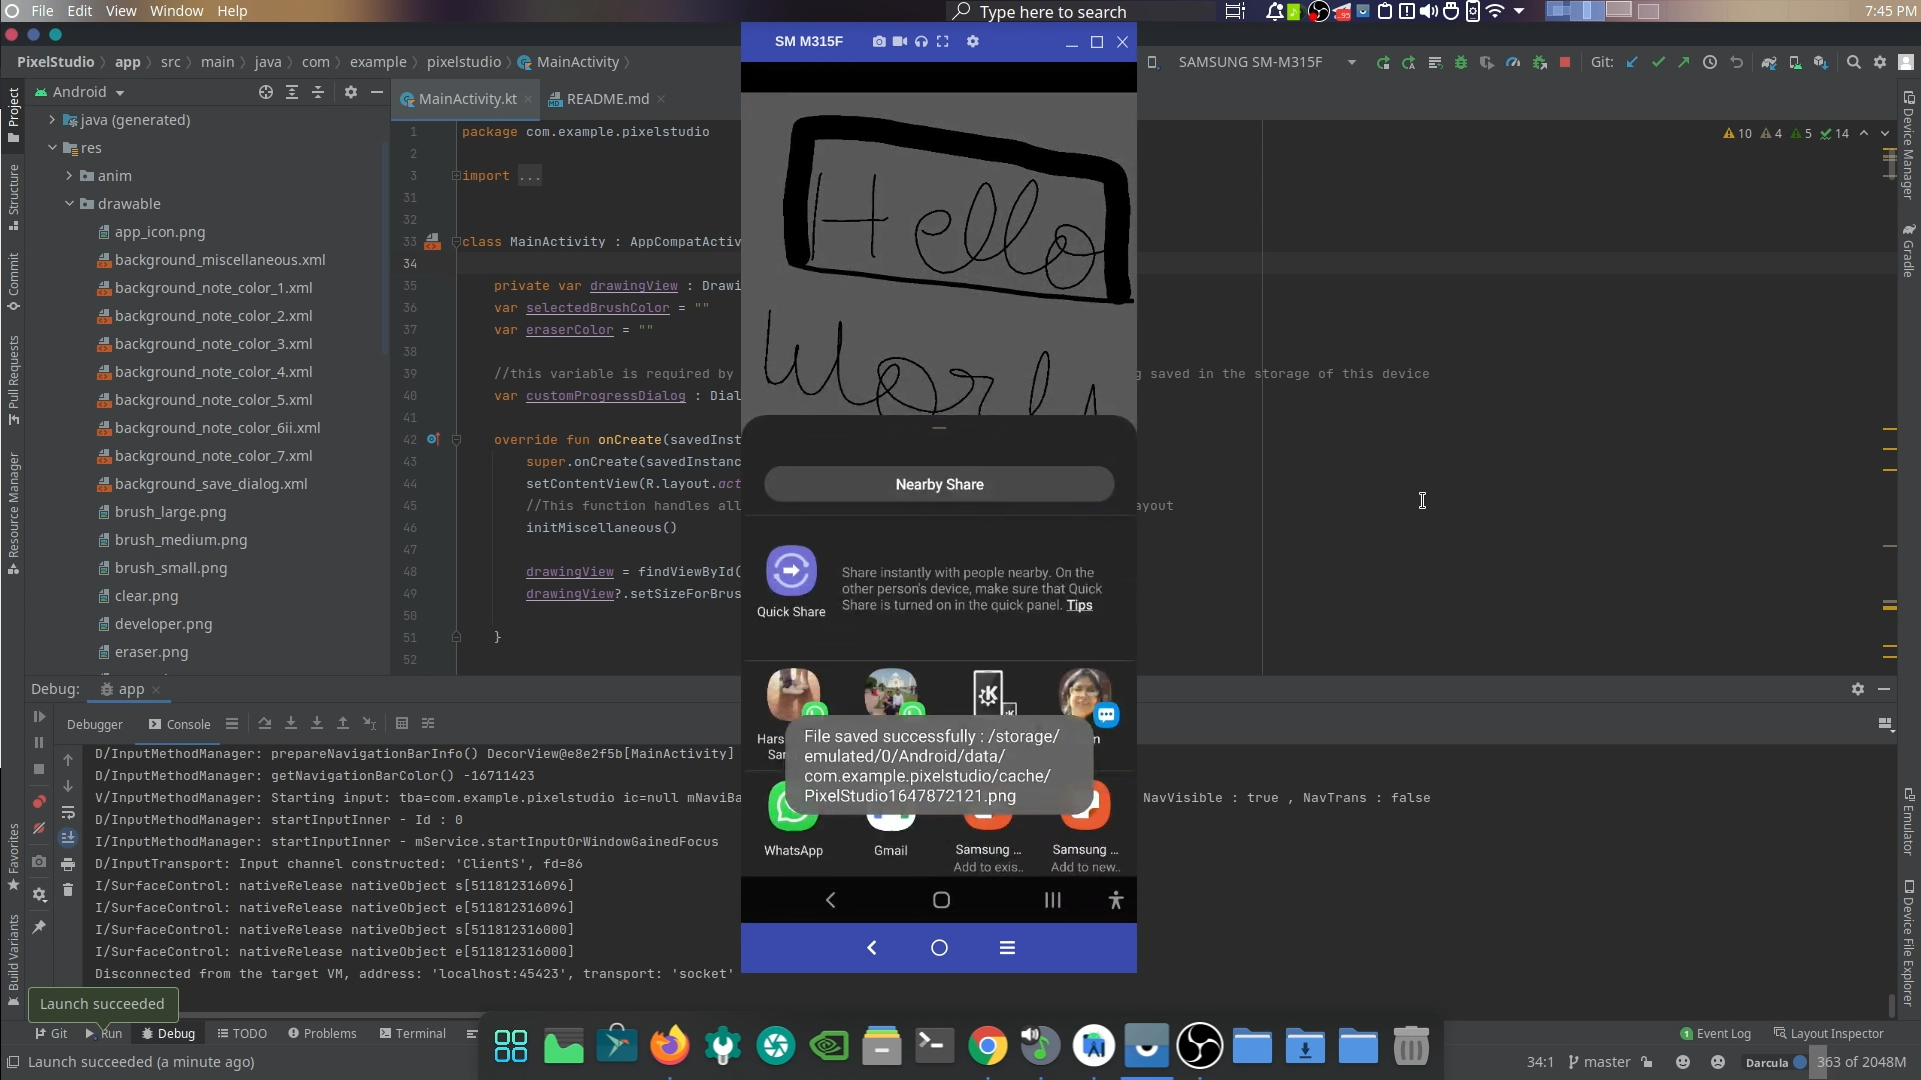 File Edit View Window Help
Type here to search
7:45 PM
PixelStudio app src main java com example pixelstudio MainActivity
SAMSUNG SM-M315F
Git:
Android
MainActivity.kt
README.md
java (generated)
res
anim
drawable
app_icon.png
background_miscellaneous.xml
background_note_color_1.xml
background_note_color_2.xml
background_note_color_3.xml
background_note_color_4.xml
background_note_color_5.xml
background_note_color_6ii.xml
background_note_color_7.xml
background_save_dialog.xml
brush_large.png
brush_medium.png
brush_small.png
clear.png
developer.png
eraser.png
Project
Structure
Commit
Pull Requests
Resource Manager
Favorites
Build Variants
1 package com.example.pixelstudio
2
3 import ...
31
32
33 class MainActivity : AppCompatActiv
34
35 private var drawingView : Drawi
36 var selectedBrushColor = ""
37 var eraserColor = ""
38
39 //this variable is required by g saved in the storage of this device
40 var customProgressDialog : Dial
41
42 override fun onCreate(savedInst
43 super.onCreate(savedInstanc
44 setContentView(R.layout.act
45 //This function handles all ayout
46 initMiscellaneous()
47
48 drawingView = findViewById(
49 drawingView?.setSizeForBrus
50
51 }
52
10 4 5 14
Device Manager
Gradle
Emulator
Device File Explorer
SM M315F
Hello
World
Nearby Share
Quick Share
Share instantly with people nearby. On the
other person's device, make sure that Quick
Share is turned on in the quick panel. Tips
File saved successfully : /storage/
emulated/0/Android/data/
com.example.pixelstudio/cache/
PixelStudio1647872121.png
WhatsApp
Gmail
Samsung ...
Add to exis..
Samsung ...
Add to new..
Debug: app
Debugger Console
D/InputMethodManager: prepareNavigationBarInfo() DecorView@e8e2f5b[MainActivity]
D/InputMethodManager: getNavigationBarColor() -16711423
V/InputMethodManager: Starting input: tba=com.example.pixelstudio ic=null mNaviBa NavVisible : true , NavTrans : false
D/InputMethodManager: startInputInner - Id : 0
I/InputMethodManager: startInputInner - mService.startInputOrWindowGainedFocus
D/InputTransport: Input channel constructed: 'ClientS', fd=86
I/SurfaceControl: nativeRelease nativeObject s[511812316096]
I/SurfaceControl: nativeRelease nativeObject e[511812316096]
I/SurfaceControl: nativeRelease nativeObject s[511812316000]
I/SurfaceControl: nativeRelease nativeObject e[511812316000]
Disconnected from the target VM, address: 'localhost:45423', transport: 'socket'
Launch succeeded
Git Run Debug TODO Problems Terminal
1 Event Log Layout Inspector
Launch succeeded (a minute ago)
34:1 master Darcula 363 of 2048M